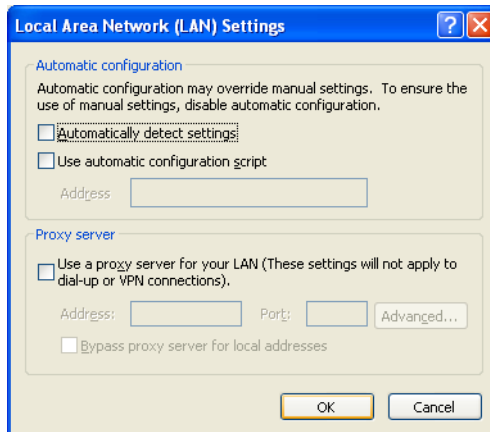 Local Area Network (LAN) Settings
Automatic configuration
Automatic configuration may override manual settings. To ensure the
use of manual settings, disable automatic configuration.
Automatically detect settings
Use automatic configuration script
Address
Proxy server
Use a proxy server for your LAN (These settings will not apply to
dial-up or VPN connections).
Address: Port: Advanced...
Bypass proxy server for local addresses
OK Cancel